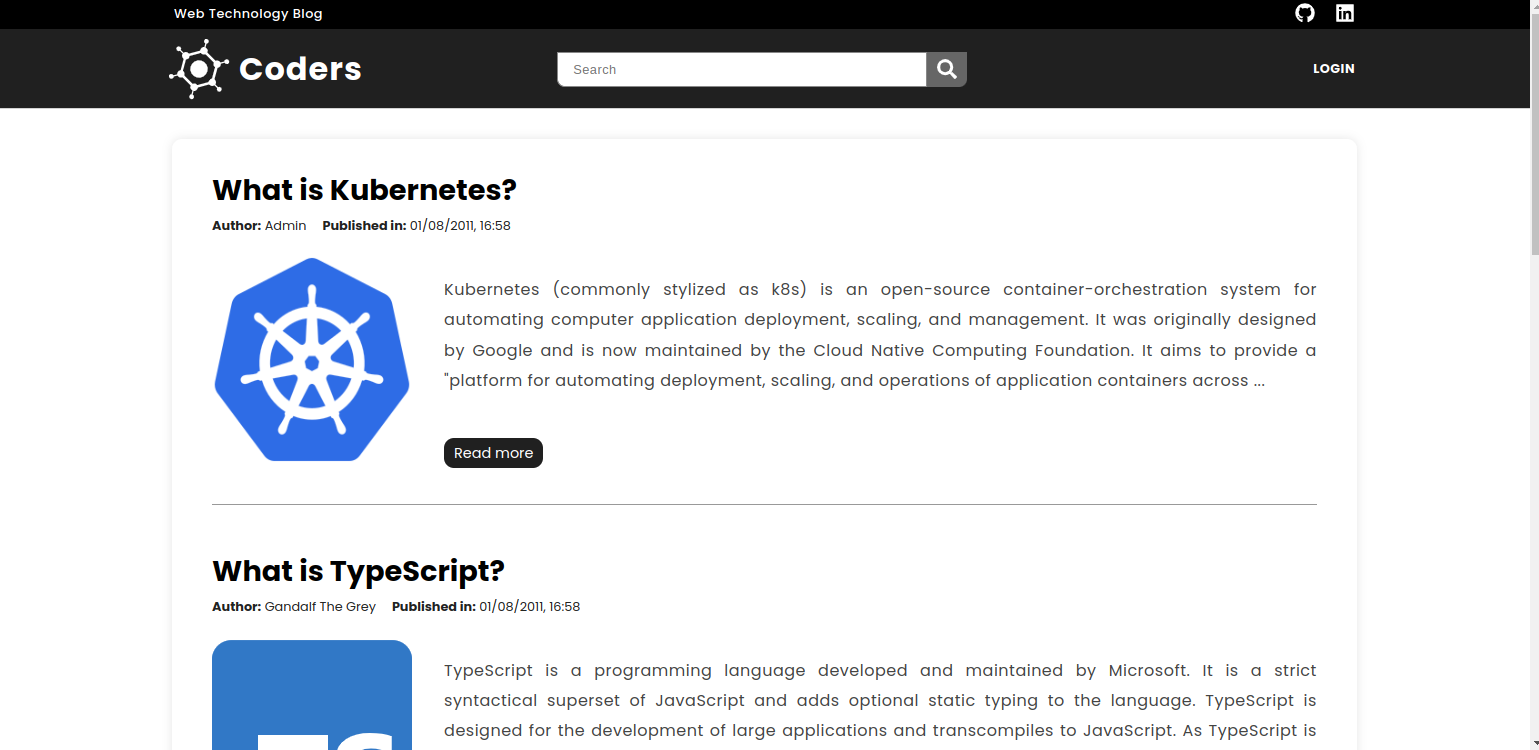 Web Technology Blog
in
Coders
Search
LOGIN
What is Kubernetes?
Author: Admin Published in: 01/08/2011, 16:58
Kubernetes (commonly stylized as k8s) is an open-source container-orchestration system for
automating computer application deployment, scaling, and management. It was originally designed
by Google and is now maintained by the Cloud Native Computing Foundation. It aims to provide a
"platform for automating deployment, scaling, and operations of application containers across ...
Read more
What is TypeScript?
Author: Gandalf The Grey Published in: 01/08/2011, 16:58
TypeScript is a programming language developed and maintained by Microsoft. It is a strict
syntactical superset of JavaScript and adds optional static typing to the language. TypeScript is
designed for the development of large applications and transcompiles to JavaScript. As TypeScript is
TS